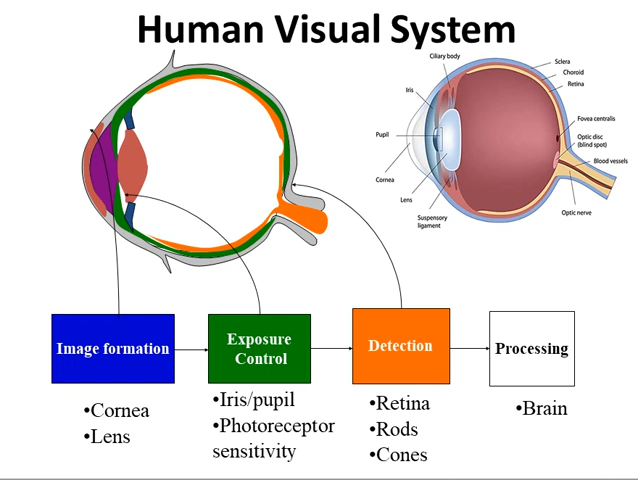 Human Visual System
Ciliary body
Sclera
Choroid
Retina
Iris
Fovea centralis
Pupil
Optic disc
(blind spot)
Blood vessels
Cornea
Lens
Suspensory
ligament
Optic nerve
Image formation
Exposure
Control
Detection
Processing
•Cornea
•Lens
•Iris/pupil
•Photoreceptor
sensitivity
•Retina
•Rods
•Cones
•Brain